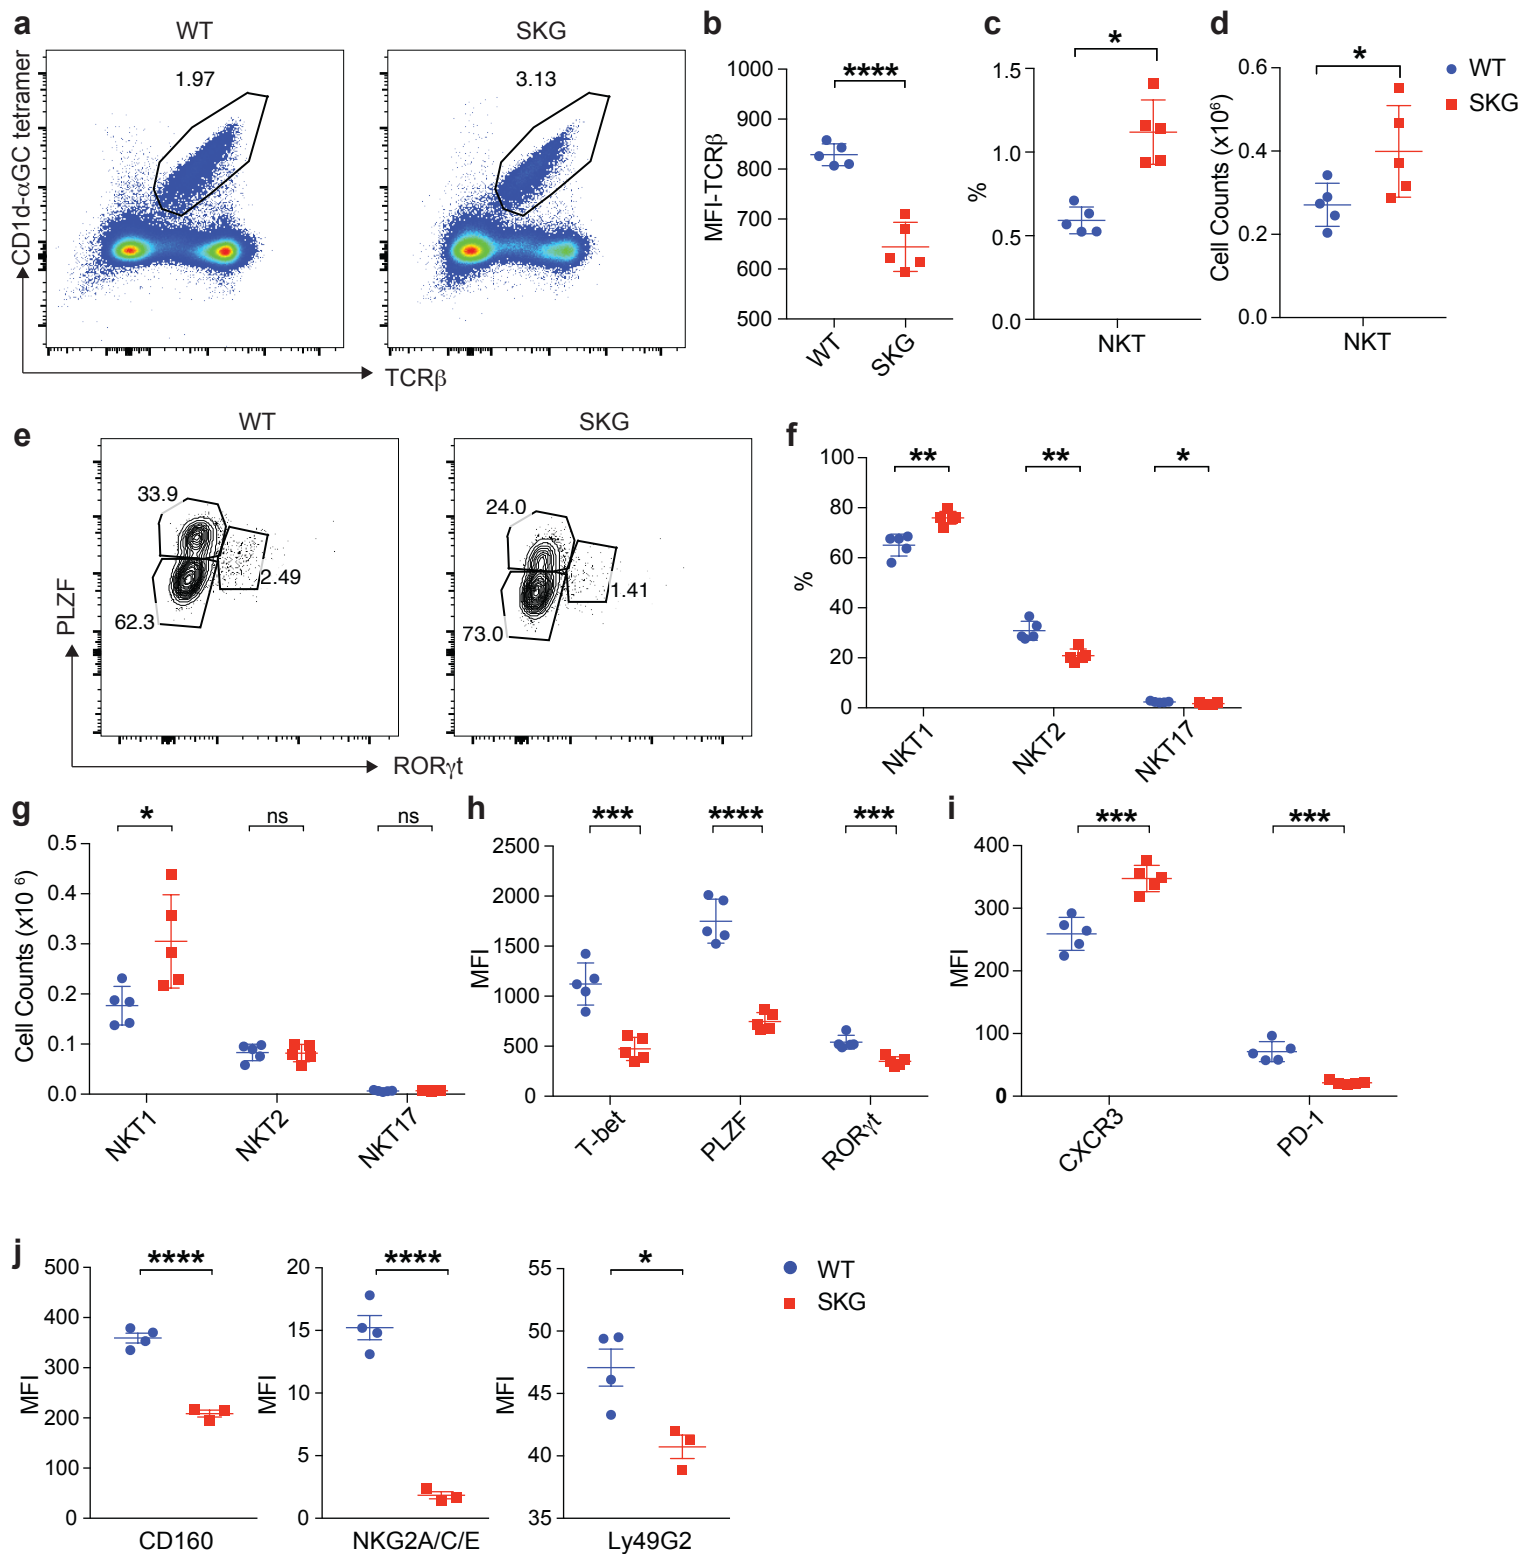 a
WT
SKG
CD1d-αGC tetramer
1.97
3.13
TCRβ
b
****
1000
900
800
700
600
500
MFI-TCRβ
WT
SKG
c
*
1.5
1.0
0.5
0.0
%
NKT
d
*
0.6
0.4
0.2
0.0
Cell Counts (x10⁶)
NKT
WT
SKG
e
WT
SKG
PLZF
33.9
2.49
62.3
24.0
1.41
73.0
RORγt
f
** ** *
100
80
60
40
20
0
%
NKT1 NKT2 NKT17
g
* ns ns
0.5
0.4
0.3
0.2
0.1
0.0
Cell Counts (x10 ⁶)
NKT1 NKT2 NKT17
h
*** **** ***
2500
2000
1500
1000
500
0
MFI
T-bet PLZF RORγt
i
*** ***
400
300
200
100
0
MFI
CXCR3 PD-1
j
****
500
400
300
200
100
0
MFI
CD160
****
20
15
10
5
0
MFI
NKG2A/C/E
*
55
50
45
40
35
MFI
Ly49G2
WT
SKG